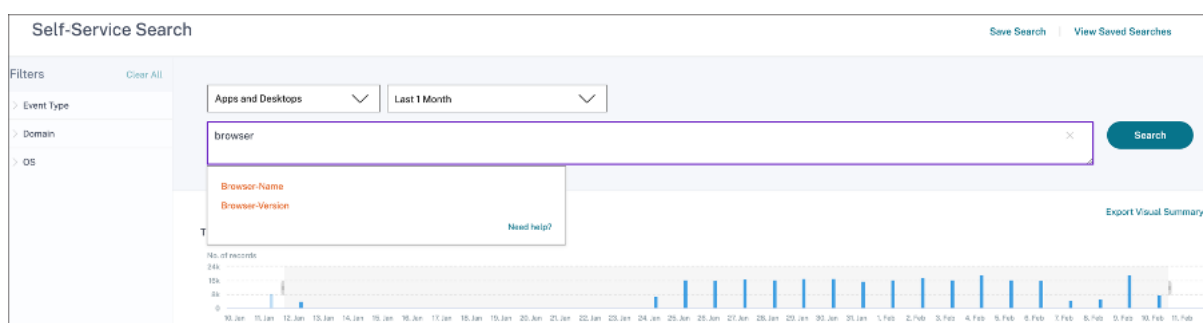 Self-Service Search
Save Search
View Saved Searches
Filters
Clear All
Event Type
Domain
OS
Apps and Desktops
Last 1 Month
browser
Search
Browser-Name
Browser-Version
Need help?
Export Visual Summary
T
No. of records
24k
16k
8k
0
10. Jan 11. Jan 12. Jan 13. Jan 14. Jan 15. Jan 16. Jan 17. Jan 18. Jan 19. Jan 20. Jan 21. Jan 22. Jan 23. Jan 24. Jan 25. Jan 26. Jan 27. Jan 28. Jan 29. Jan 30. Jan 31. Jan 1. Feb 2. Feb 3. Feb 4. Feb 5. Feb 6. Feb 7. Feb 8. Feb 9. Feb 10. Feb 11. Feb